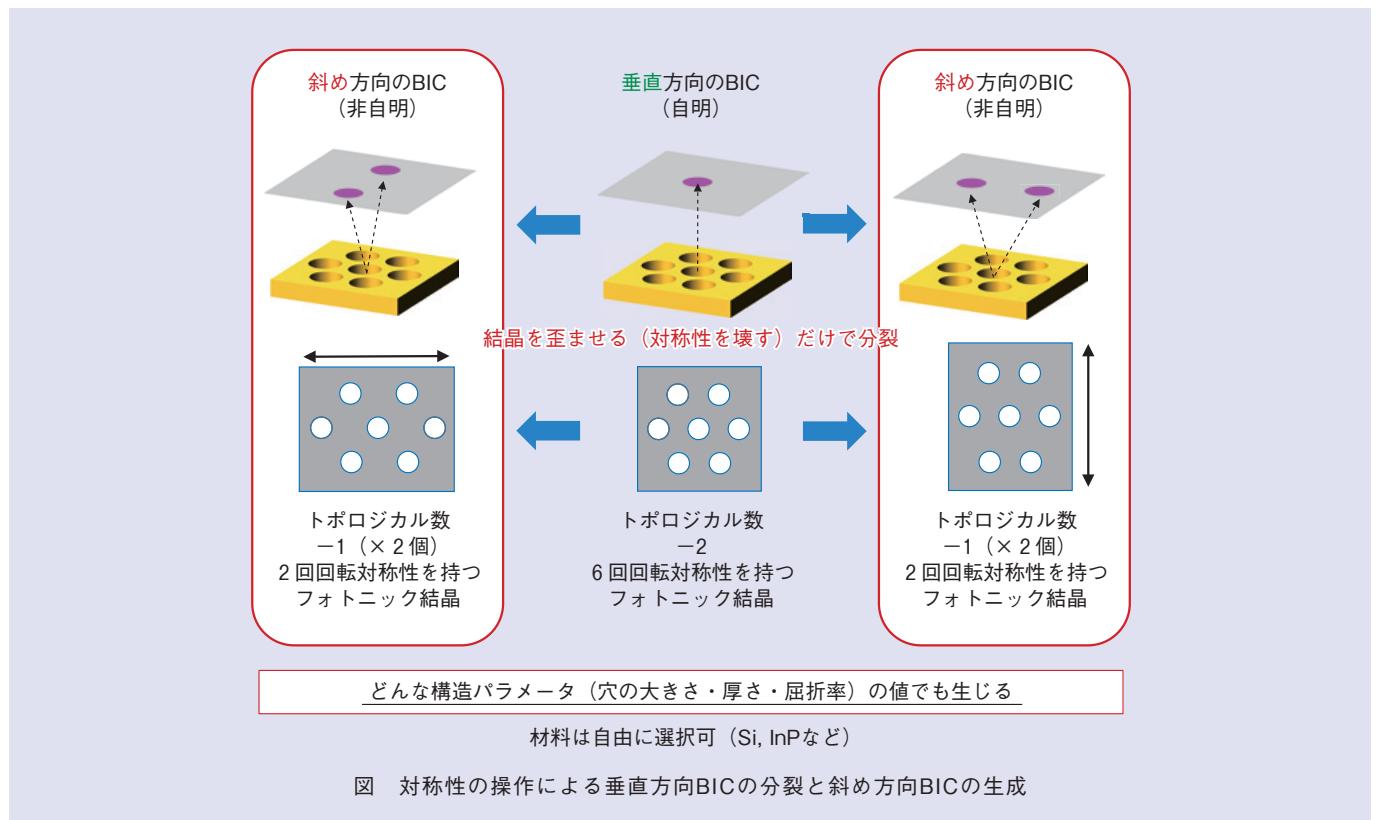 斜め方向のBIC
(非自明)
垂直方向のBIC
(自明)
斜め方向のBIC
(非自明)
結晶を歪ませる（対称性を壊す）だけで分裂
トポロジカル数
−1（×２個）
２回回転対称性を持つ
フォトニック結晶
トポロジカル数
−2
６回回転対称性を持つ
フォトニック結晶
トポロジカル数
−1（×２個）
２回回転対称性を持つ
フォトニック結晶
どんな構造パラメータ（穴の大きさ・厚さ・屈折率）の値でも生じる
材料は自由に選択可（Si, InPなど）
図　対称性の操作による垂直方向BICの分裂と斜め方向BICの生成